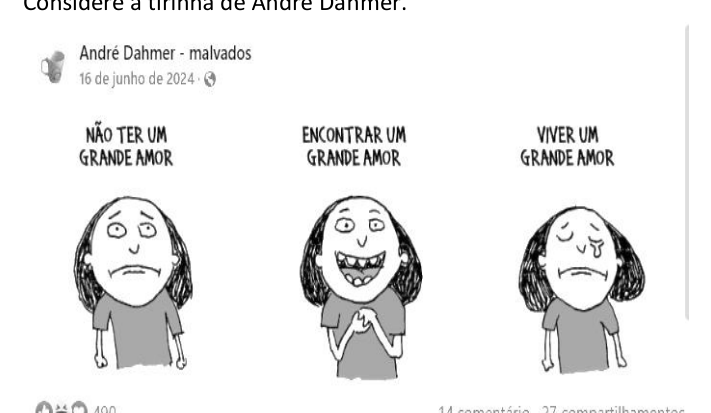 Considere a tirinha de André Dahmer.
André Dahmer - malvados
16 de junho de 2024 ·
NÃO TER UM
GRANDE AMOR
ENCONTRAR UM
GRANDE AMOR
VIVER UM
GRANDE AMOR
490
14 comentário 27 compartilhamentos